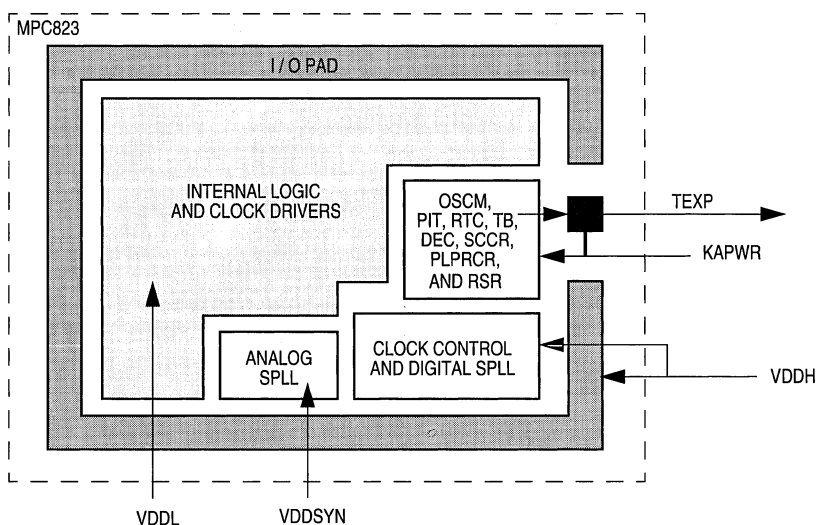 MPC823
I / O PAD
INTERNAL LOGIC
AND CLOCK DRIVERS
OSCM,
PIT, RTC, TB,
DEC, SCCR,
PLPRCR,
AND RSR
TEXP
KAPWR
ANALOG
SPLL
CLOCK CONTROL
AND DIGITAL SPLL
VDDH
VDDL
VDDSYN